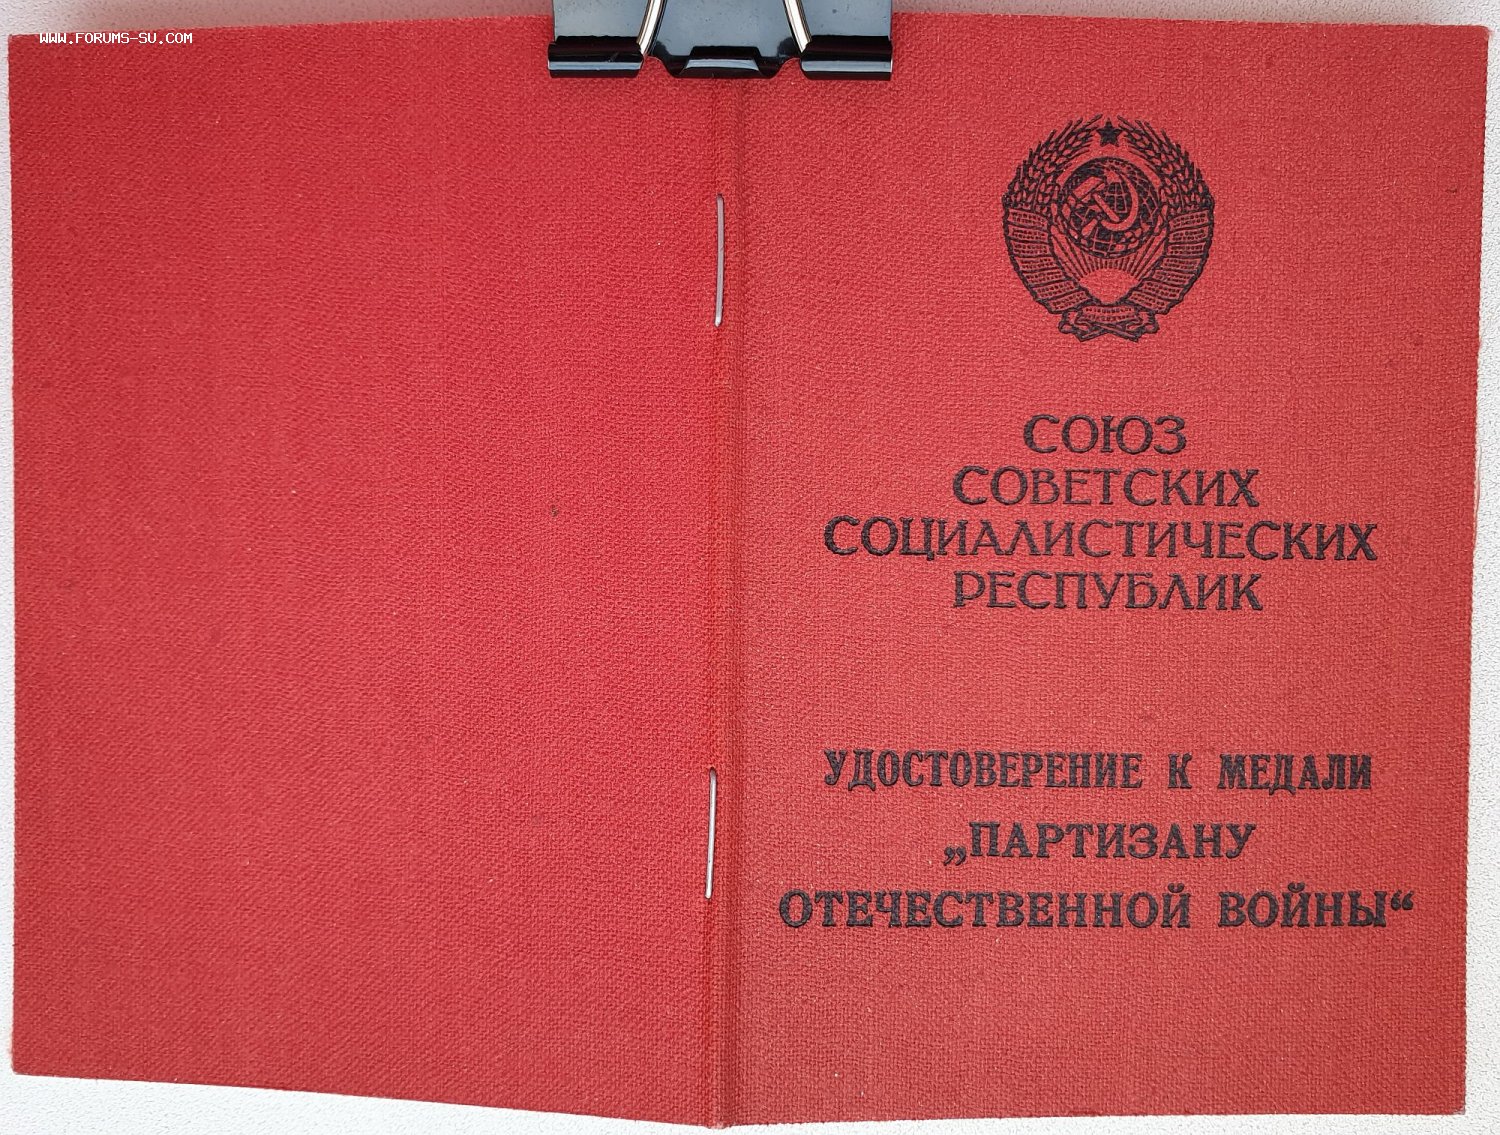 WWW.FORUMS-SU.COM
СОЮЗ
СОВЕТСКИХ
СОЦИАЛИСТИЧЕСКИХ
РЕСПУБЛИК
УДОСТОВЕРЕНИЕ К МЕДАЛИ
„ПАРТИЗАНУ
ОТЕЧЕСТВЕННОЙ ВОЙНЫ“